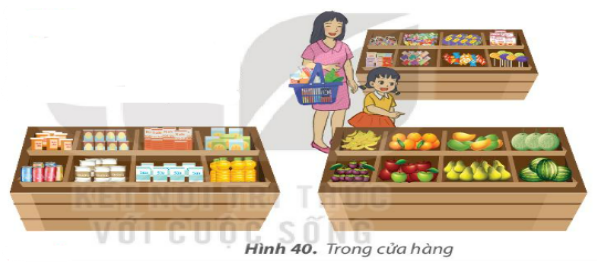 KẾT NỐI TRI THỨC
VỚI CUỘC SỐNG
Hình 40. Trong cửa hàng